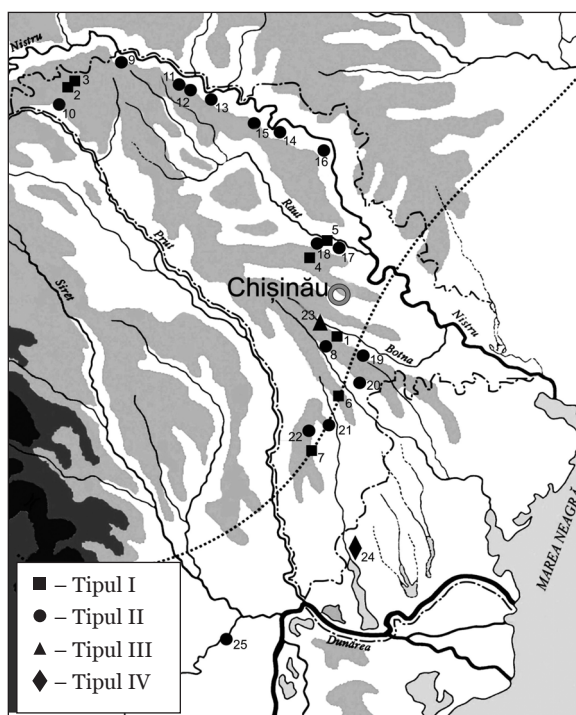 Nistru
9
3
2
10
11
12
13
15
14
16
Răut
5
18
17
4
Prut
Siret
Chișinău
Nistru
23
1
Botna
8
19
20
6
22
21
7
24
MAREA NEAGRĂ
– Tipul I
– Tipul II
– Tipul III
– Tipul IV
25
Dunărea